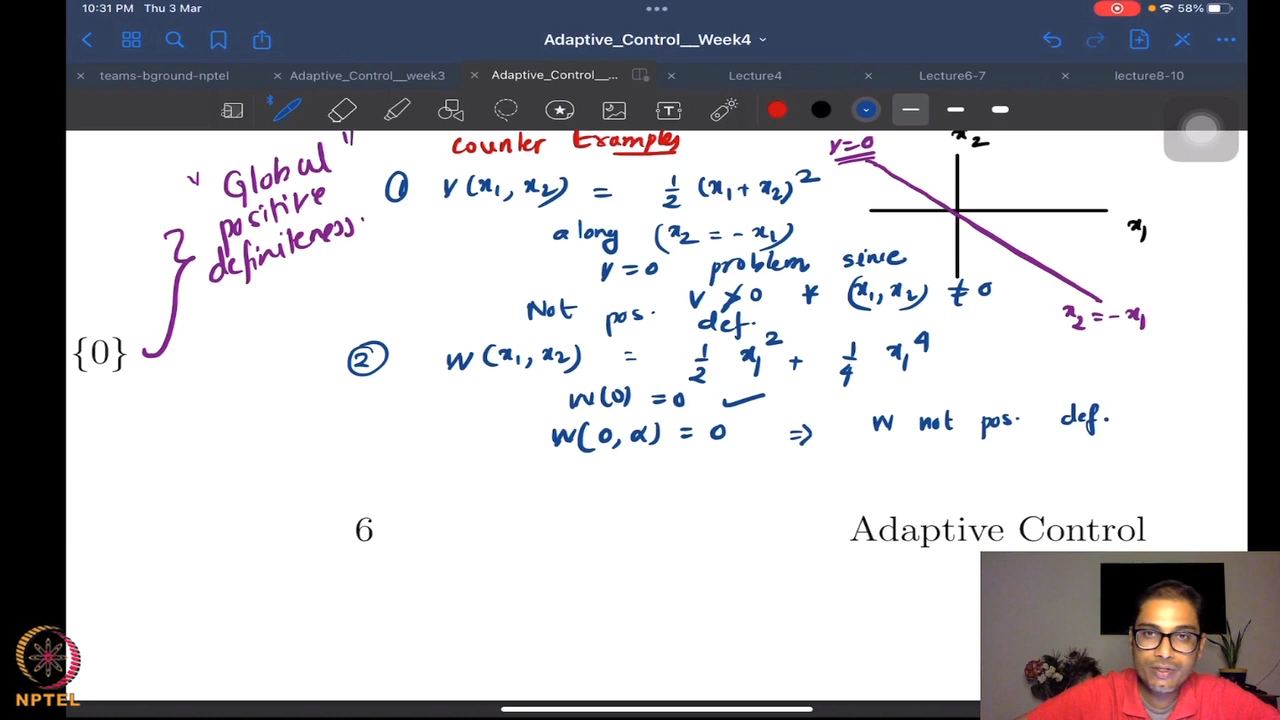 10:31 PM Thu 3 Mar
58%
Adaptive_Control__Week4
teams-bground-nptel
Adaptive_Control__week3
Adaptive_Control__...
Lecture4
Lecture6-7
lecture8-10
counter Examples
" Global "
positive
definiteness.
{0}
① V(x₁, x₂) = 1/2 (x₁ + x₂)²
along (x₂ = -x₁)
V = 0 problem since
V ≯ 0 ∀ (x₁, x₂) ≠ 0
Not pos. def.
V=0
x₂
x₁
x₂ = -x₁
② W(x₁, x₂) = 1/2 x₁² + 1/4 x₁⁴
W(0) = 0 ✓
W(0, α) = 0 ⇒ W not pos. def.
6
Adaptive Control
NPTEL